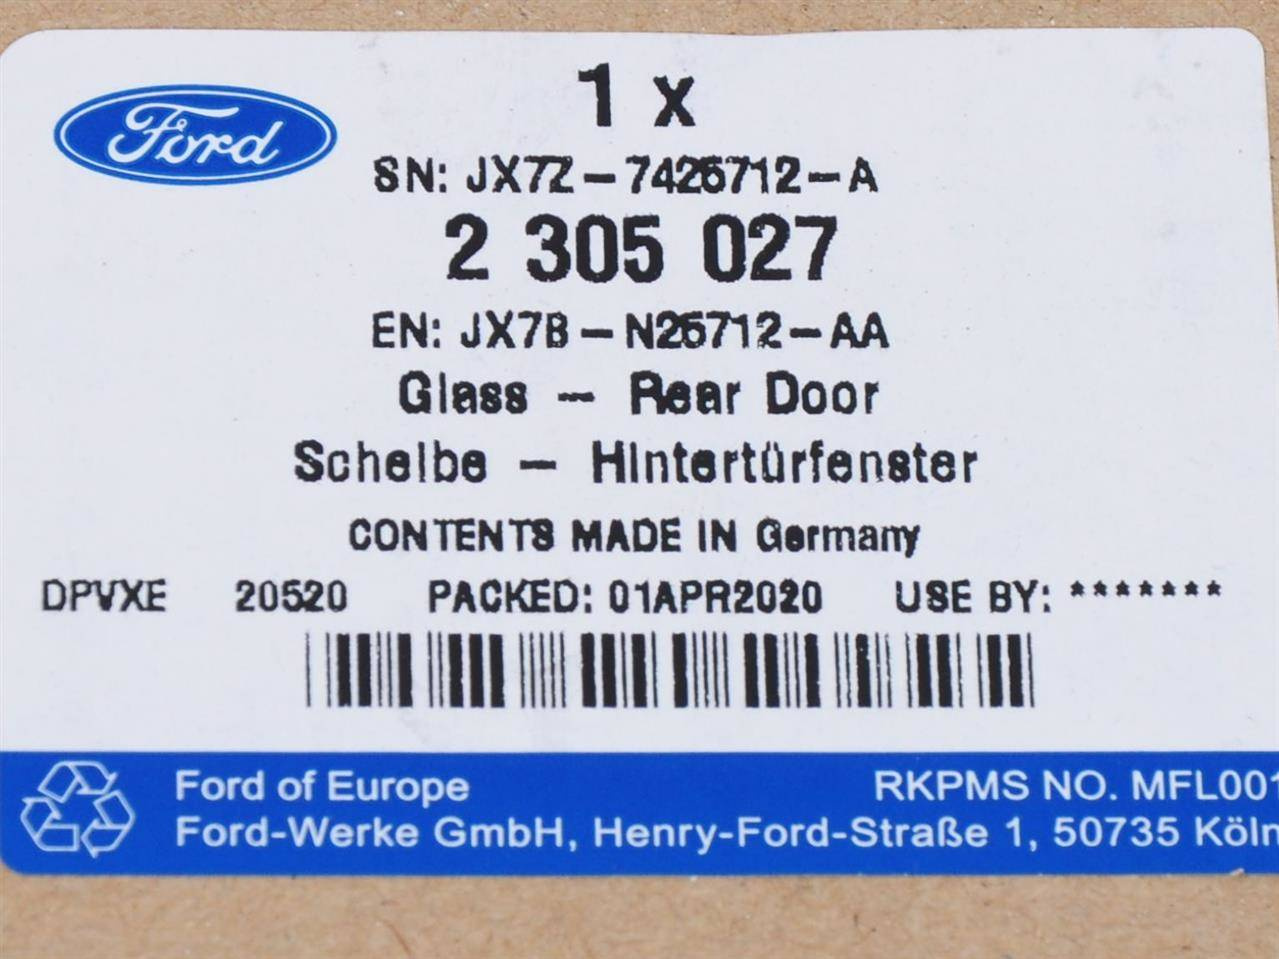 Ford
1 x
SN: JX7Z-7425712-A
2 305 027
EN: JX7B-N25712-AA
Glass - Rear Door
Scheibe - Hintertürfenster
CONTENTS MADE IN Germany
DPVXE 20520 PACKED: 01APR2020 USE BY: *******
Ford of Europe RKPMS NO. MFL001
Ford-Werke GmbH, Henry-Ford-Straße 1, 50735 Köln